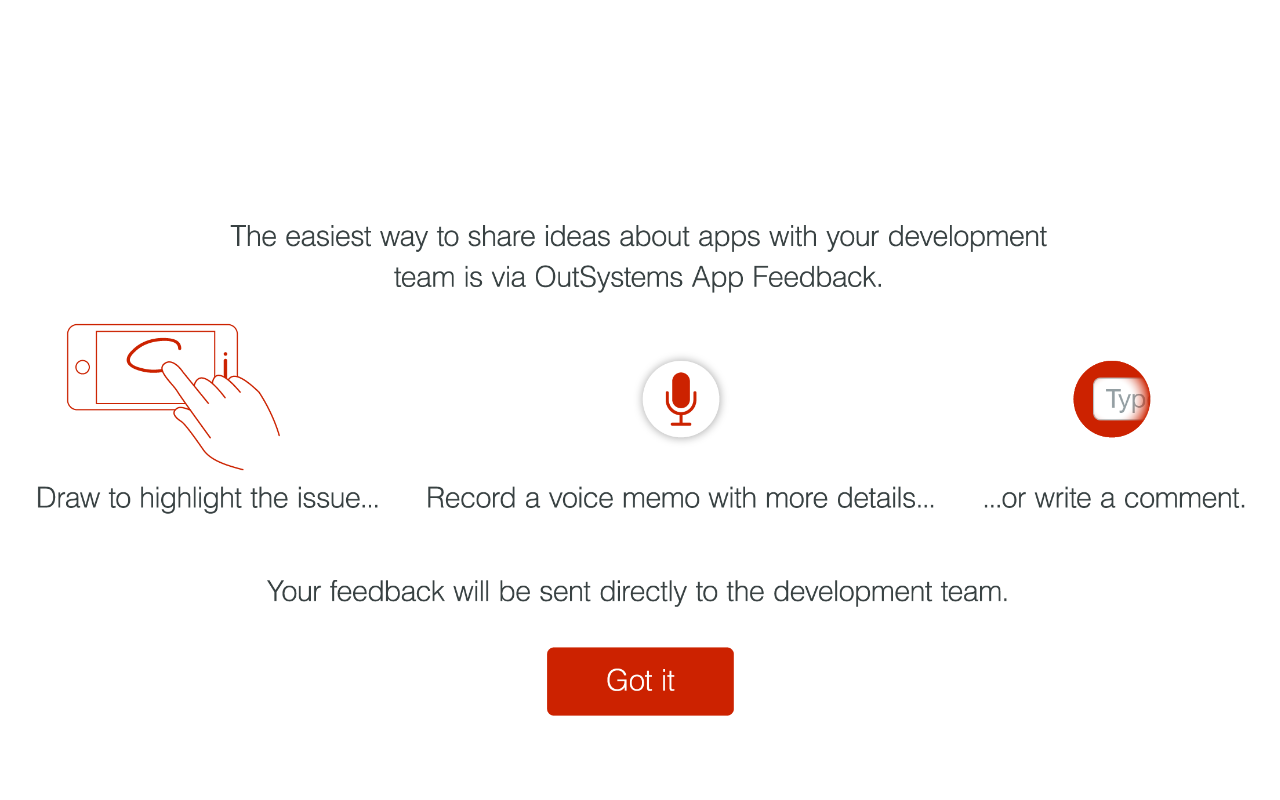 The easiest way to share ideas about apps with your development
team is via OutSystems App Feedback.
Typ
Draw to highlight the issue...
Record a voice memo with more details...
...or write a comment.
Your feedback will be sent directly to the development team.
Got it